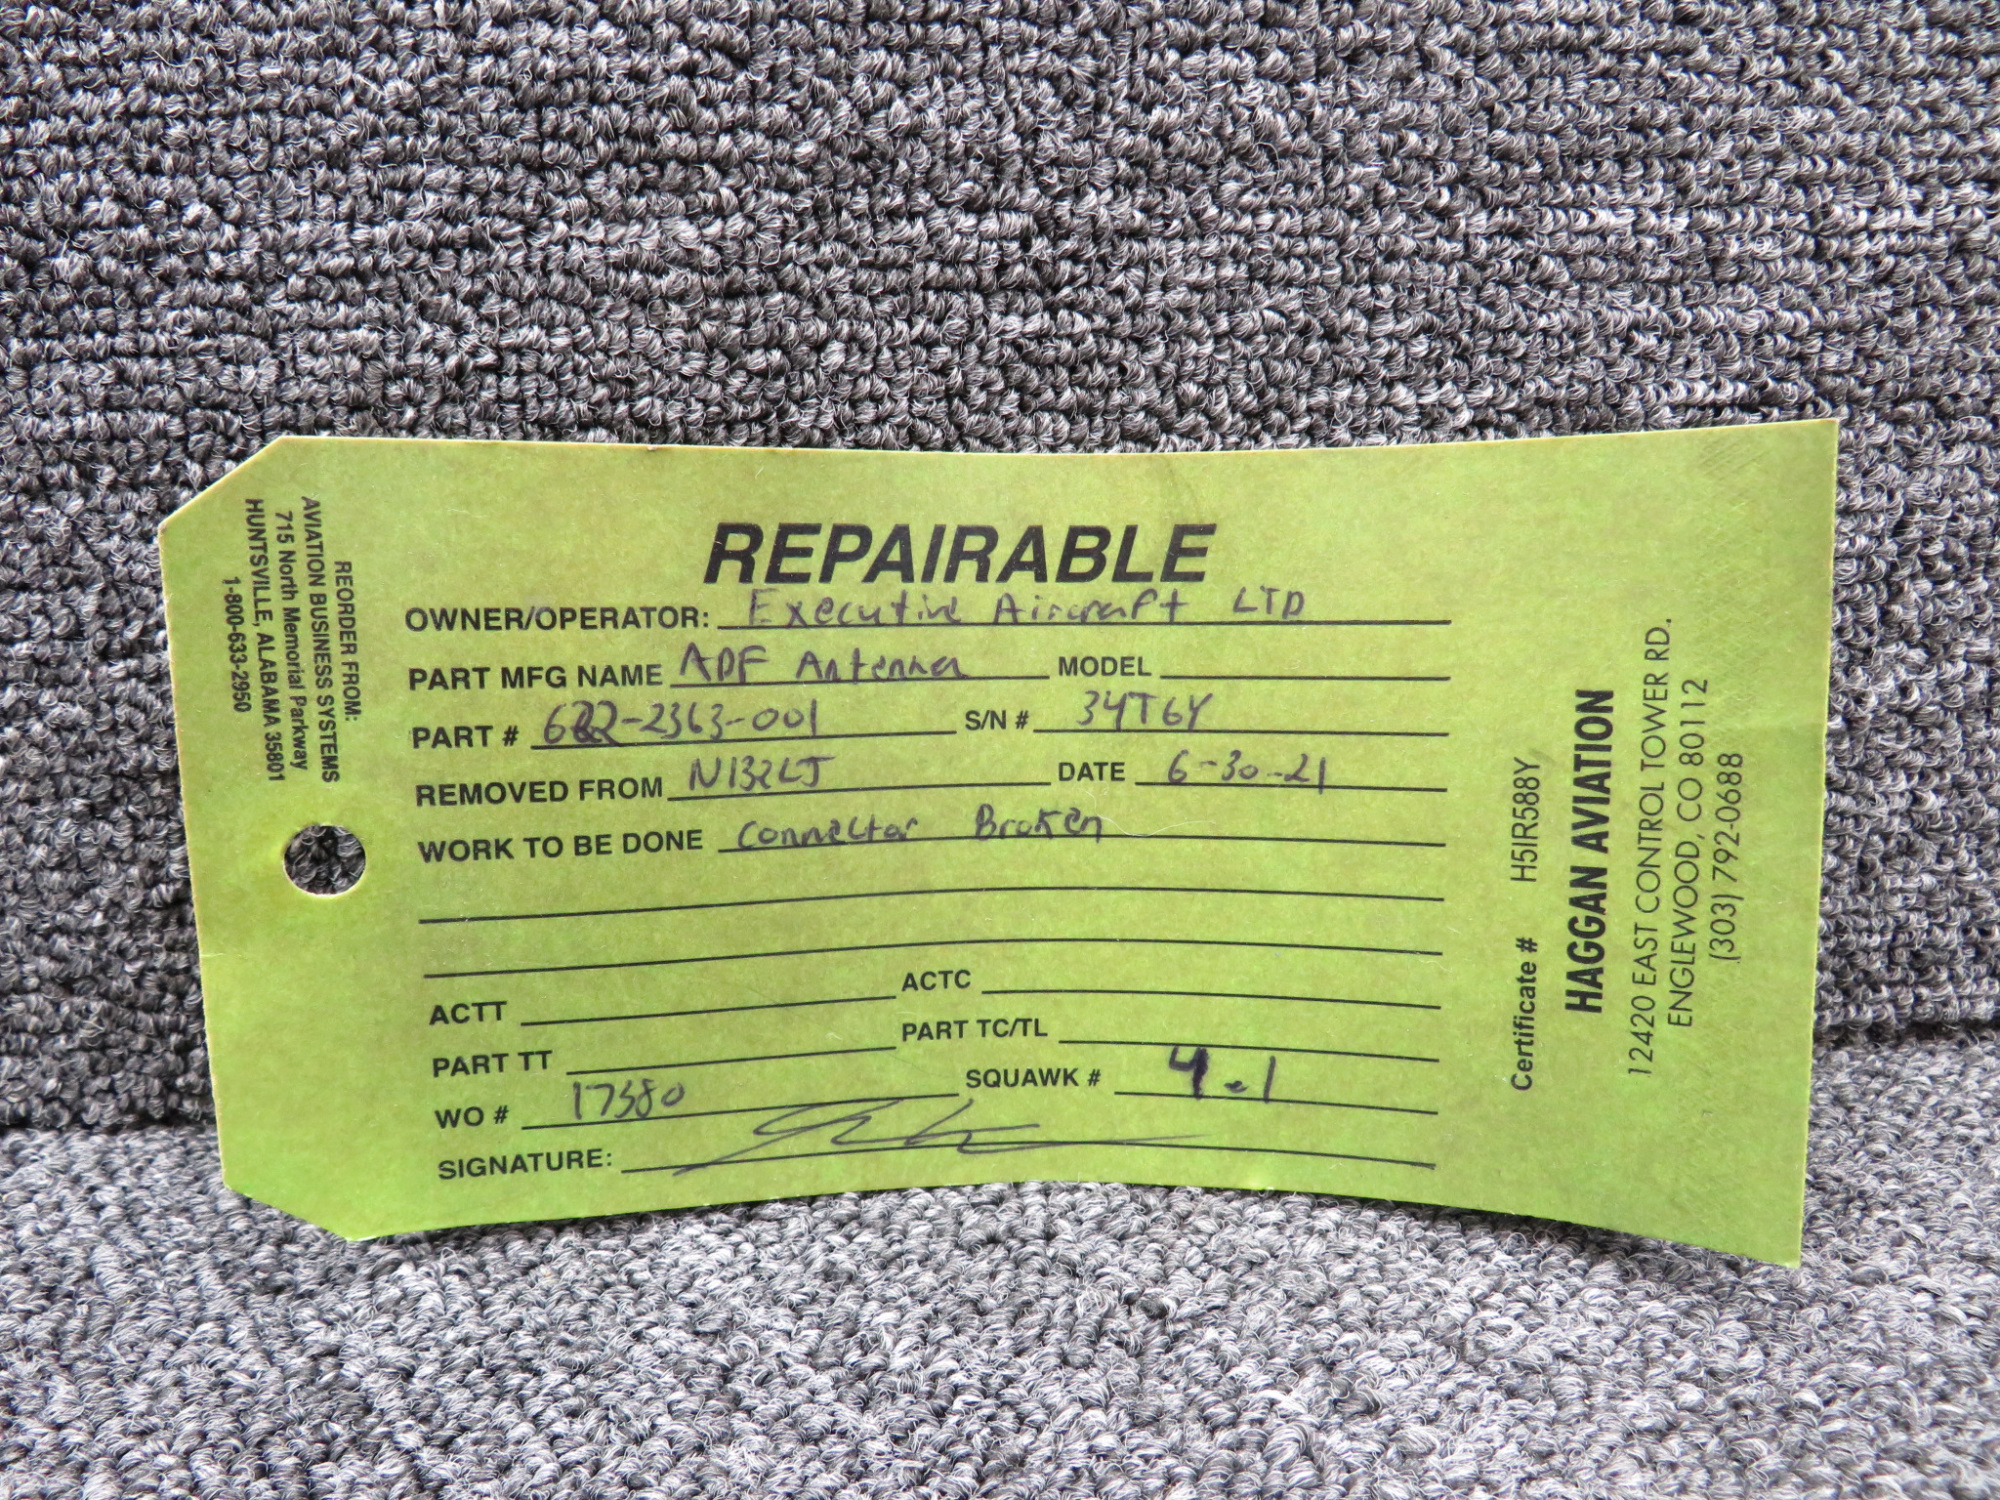 REPAIRABLE
OWNER/OPERATOR: Executive Aircraft LTD
PART MFG NAME ADF Antenna MODEL
PART # 622-2363-001 S/N # 34T6Y
REMOVED FROM N132LJ DATE 6-30-21
WORK TO BE DONE Connector Broken
ACTT ACTC
PART TT PART TC/TL
WO # 17380 SQUAWK # 4.1
SIGNATURE:
REORDER FROM:
AVIATION BUSINESS SYSTEMS
715 North Memorial Parkway
HUNTSVILLE, ALABAMA 35801
1-800-633-2950
Certificate # H5IR588Y
HAGGAN AVIATION
12420 EAST CONTROL TOWER RD.
ENGLEWOOD, CO 80112
(303) 792-0688